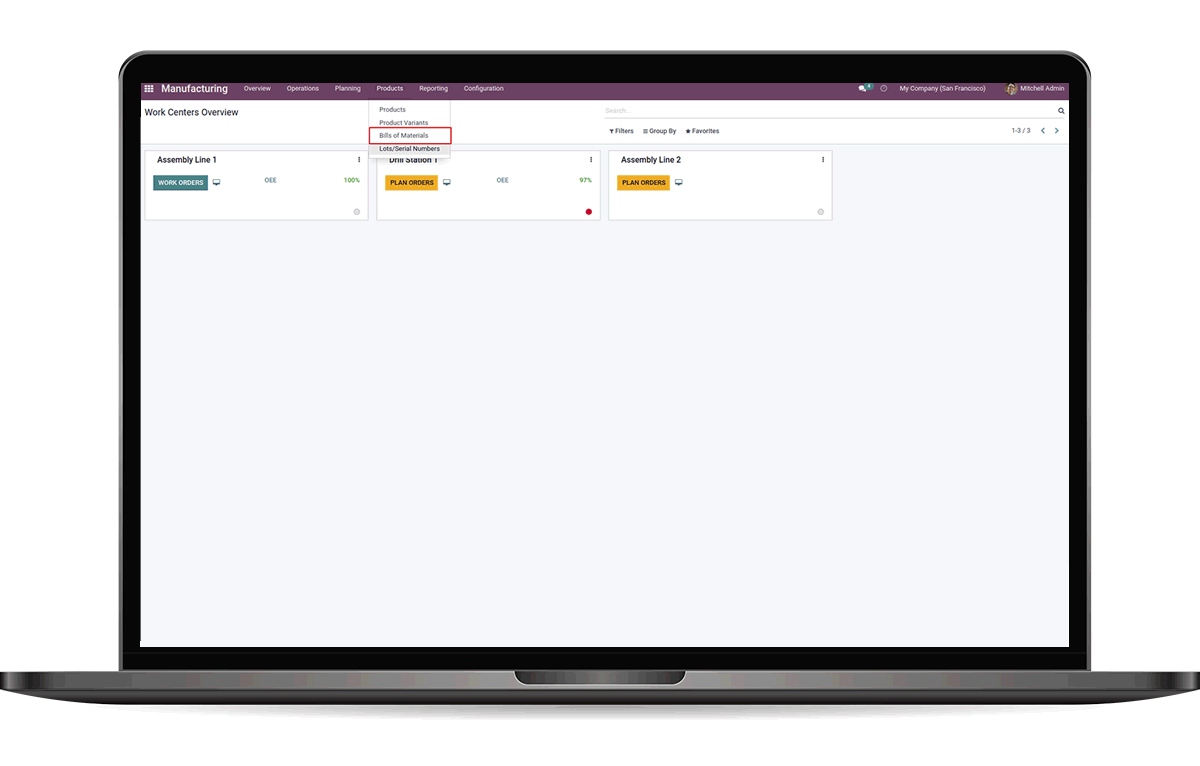 Manufacturing Overview Operations Planning Products Reporting Configuration 4 My Company (San Francisco) Mitchell Admin
Work Centers Overview
Search...
Products
Product Variants
Bills of Materials
Lots/Serial Numbers
Filters Group By Favorites 1-3 / 3
Assembly Line 1
WORK ORDERS OEE 100%
Drill Station 1
PLAN ORDERS OEE 97%
Assembly Line 2
PLAN ORDERS